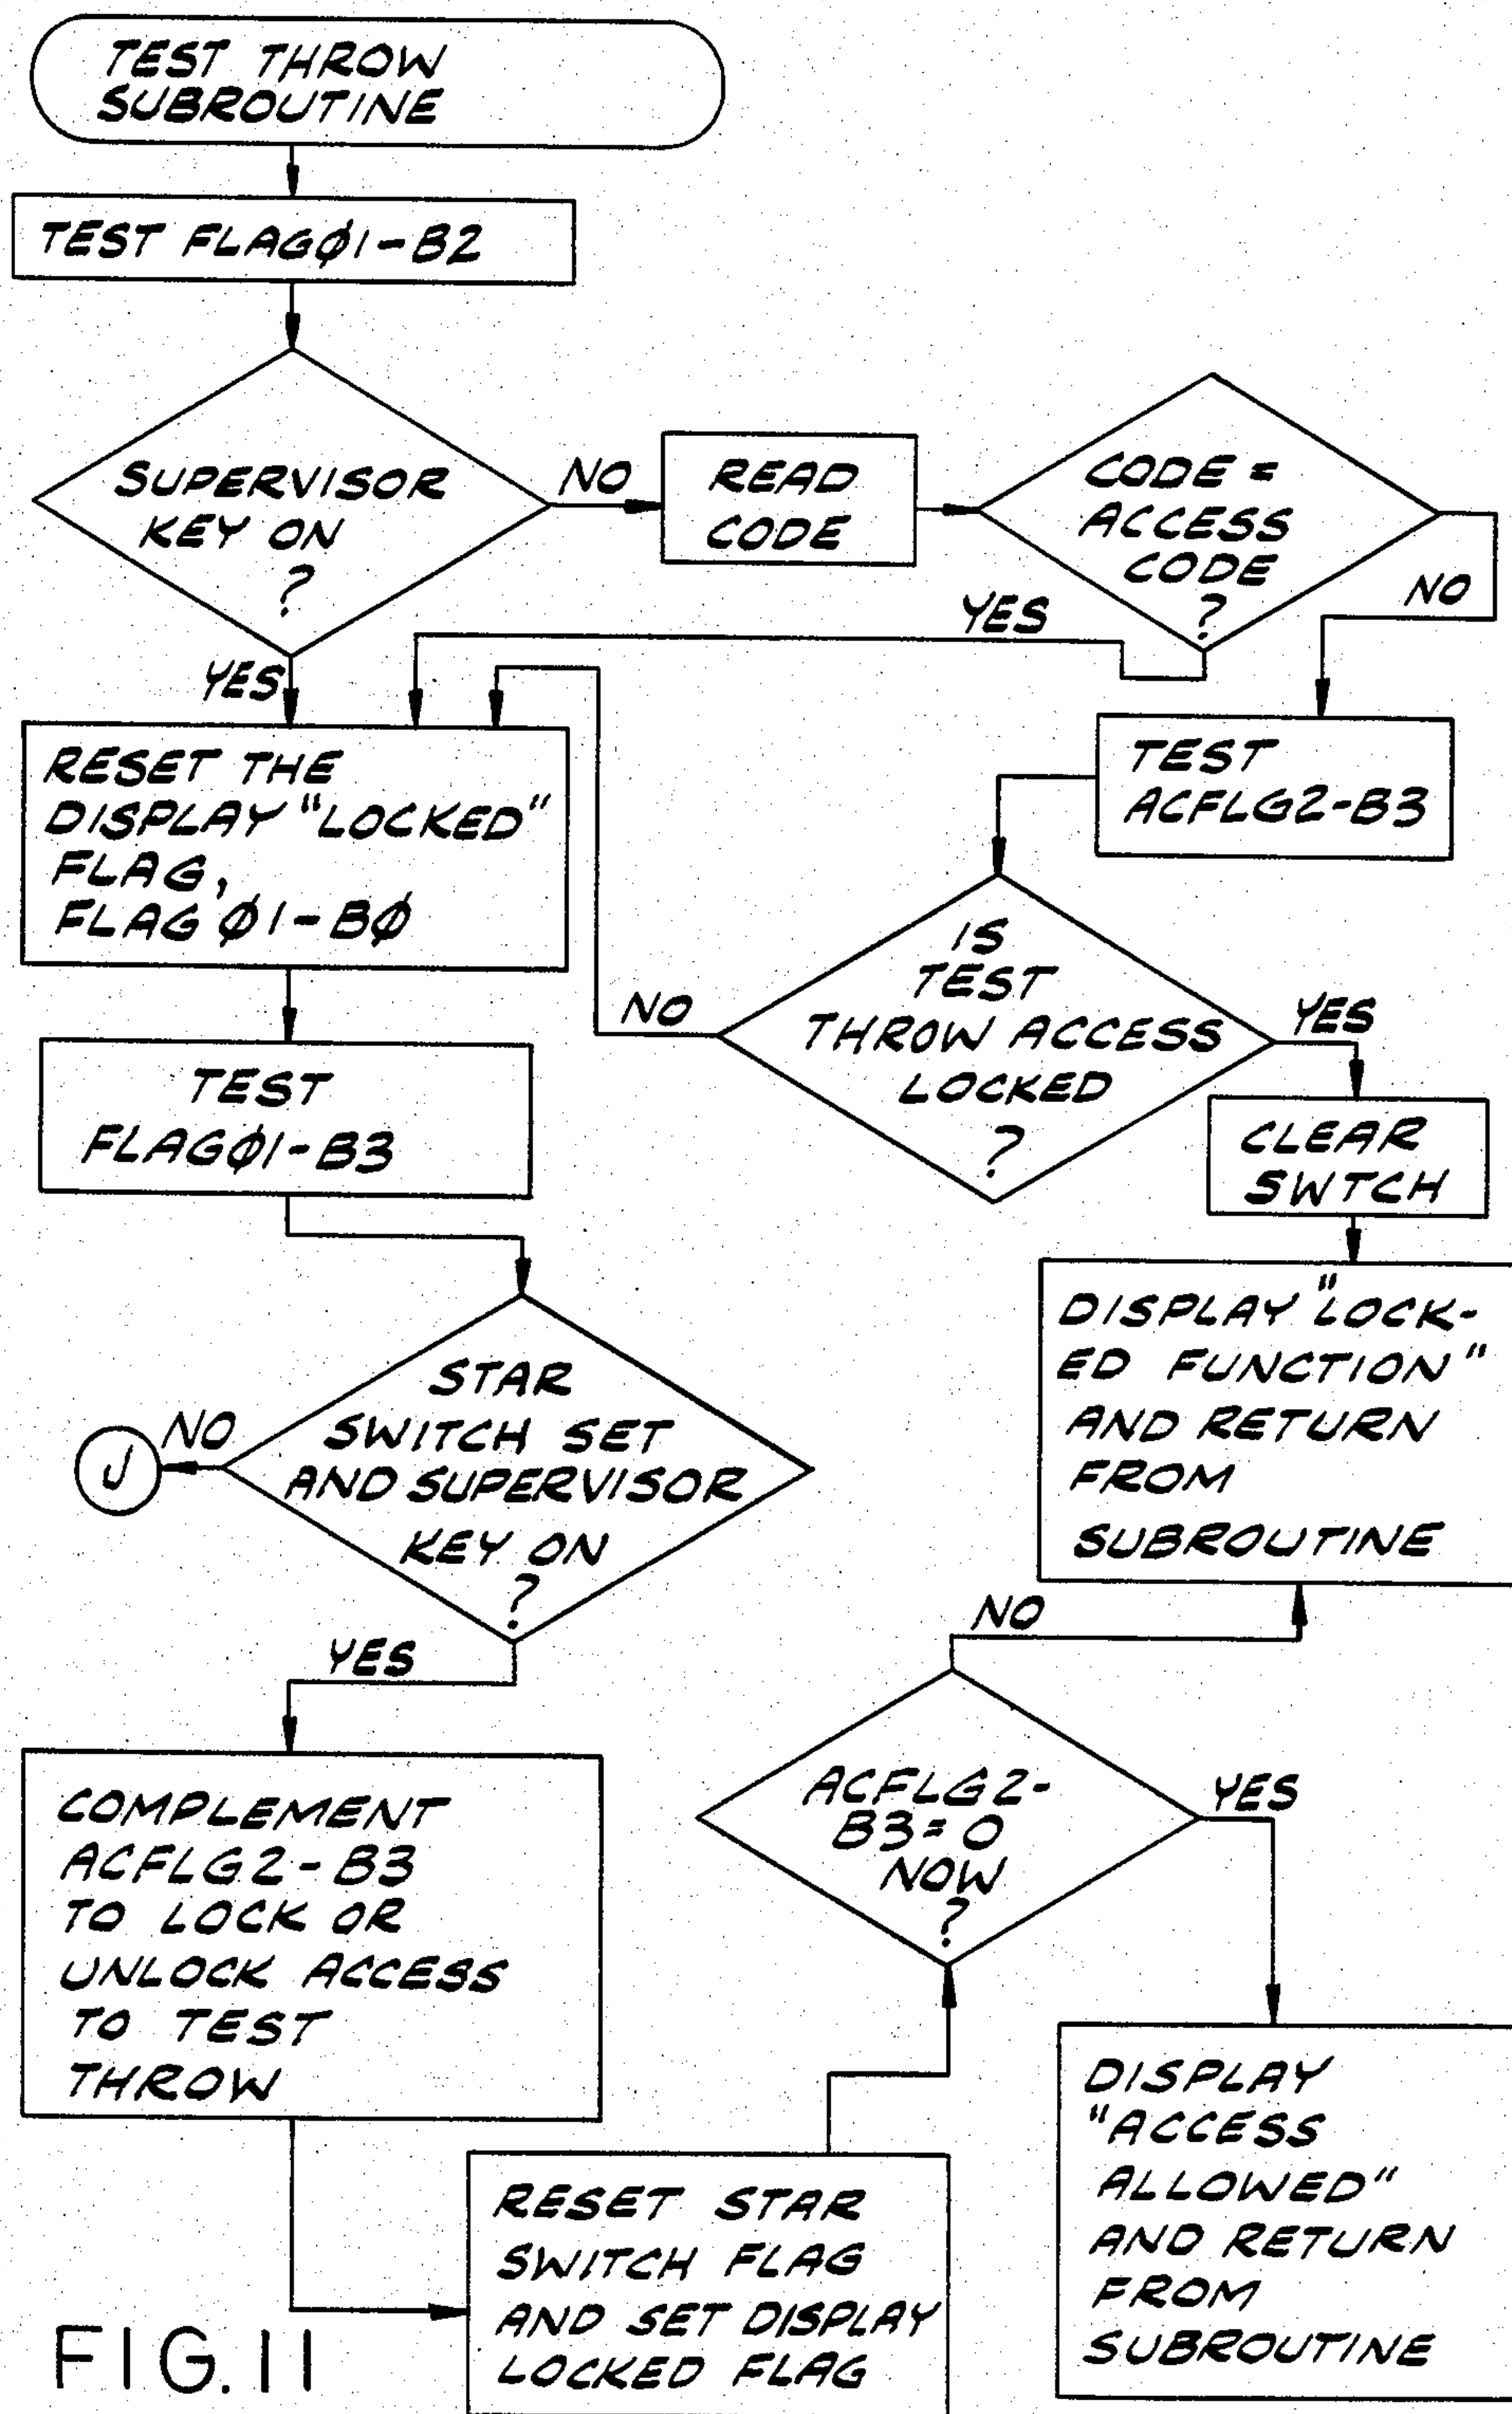 TEST THROW
SUBROUTINE
TEST FLAGØ1-B2
SUPERVISOR
KEY ON
?
NO
READ
CODE
CODE =
ACCESS
CODE
?
NO
YES
YES
RESET THE
DISPLAY "LOCKED"
FLAG,
FLAG Ø1-BØ
TEST
ACFLG2-B3
IS
TEST
THROW ACCESS
LOCKED
?
NO
YES
CLEAR
SWTCH
TEST
FLAGØ1-B3
DISPLAY "LOCK-
ED FUNCTION"
AND RETURN
FROM
SUBROUTINE
STAR
SWITCH SET
AND SUPERVISOR
KEY ON
?
NO
J
YES
NO
COMPLEMENT
ACFLG2-B3
TO LOCK OR
UNLOCK ACCESS
TO TEST
THROW
ACFLG2-
B3=0
NOW
?
YES
RESET STAR
SWITCH FLAG
AND SET DISPLAY
LOCKED FLAG
DISPLAY
"ACCESS
ALLOWED"
AND RETURN
FROM
SUBROUTINE
FIG.11